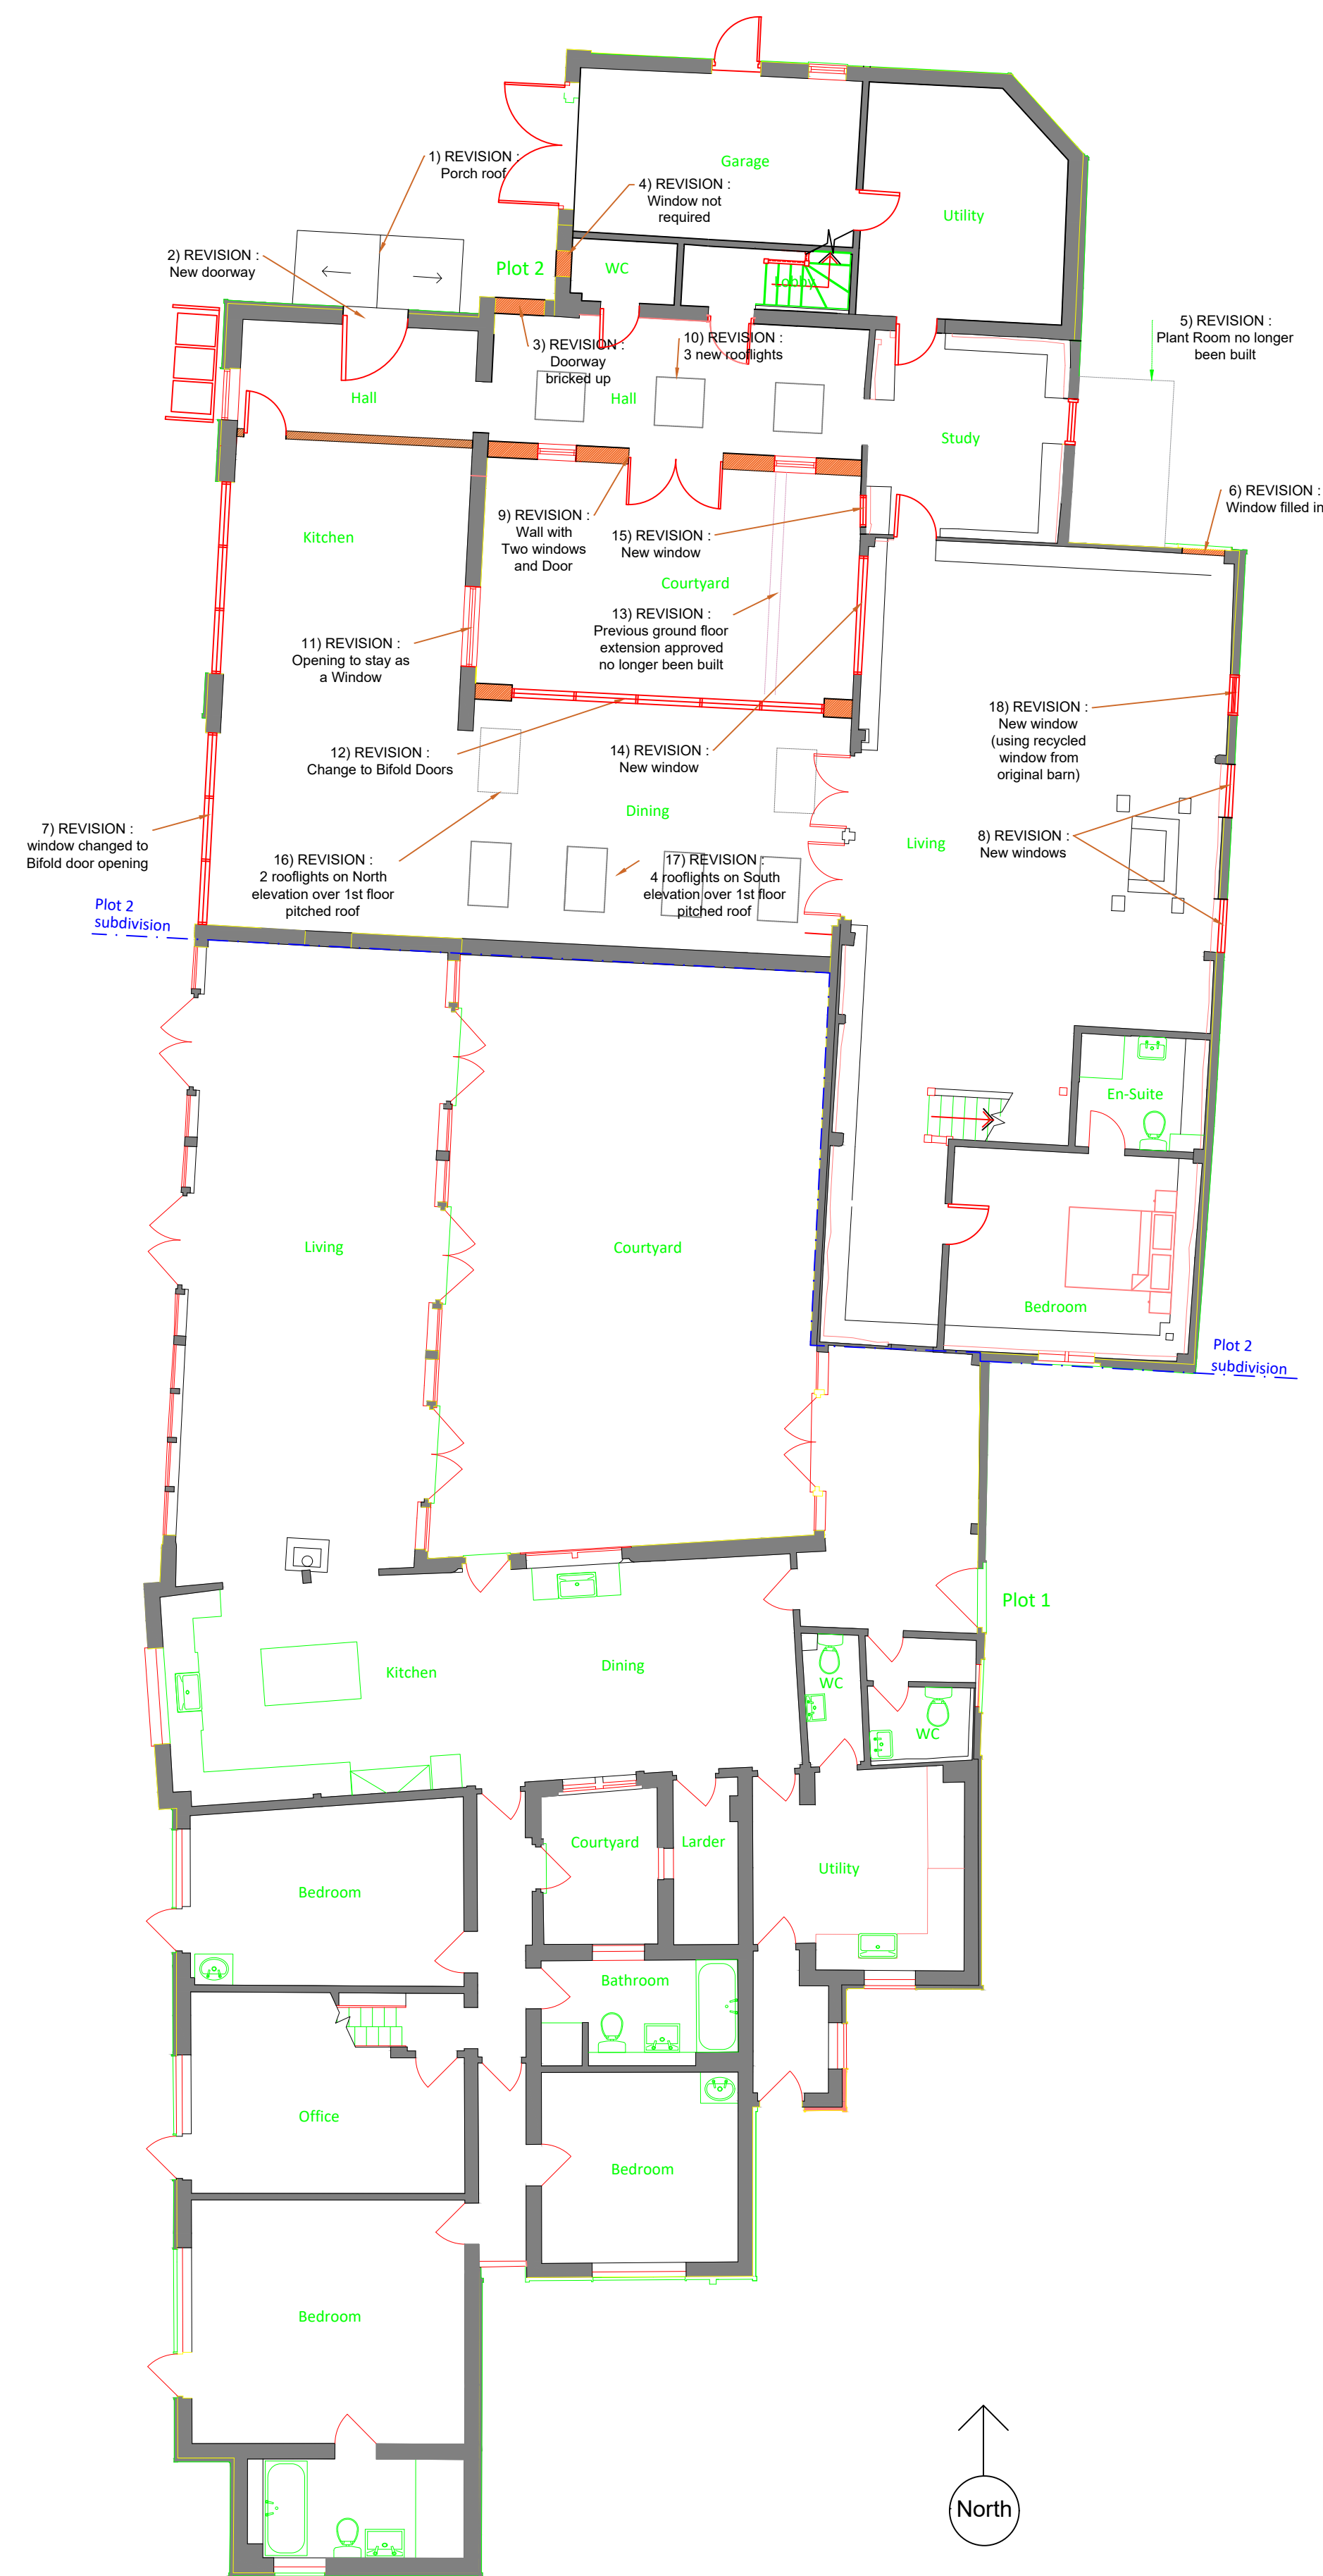 1) REVISION :
Porch roof
Garage
4) REVISION :
Window not
required
Utility
2) REVISION :
New doorway
Plot 2
WC
Lobby
5) REVISION :
Plant Room no longer
been built
3) REVISION :
Doorway
bricked up
10) REVISION :
3 new rooflights
Hall
Hall
Study
6) REVISION :
Window filled in
Kitchen
9) REVISION :
Wall with
Two windows
and Door
15) REVISION :
New window
Courtyard
13) REVISION :
Previous ground floor
extension approved
no longer been built
11) REVISION :
Opening to stay as
a Window
18) REVISION :
New window
(using recycled
window from
original barn)
12) REVISION :
Change to Bifold Doors
14) REVISION :
New window
Dining
7) REVISION :
window changed to
Bifold door opening
8) REVISION :
New windows
Living
16) REVISION :
2 rooflights on North
elevation over 1st floor
pitched roof
17) REVISION :
4 rooflights on South
elevation over 1st floor
pitched roof
Plot 2
subdivision
En-Suite
Living
Courtyard
Bedroom
Plot 2
subdivision
Plot 1
Kitchen
Dining
WC
WC
Courtyard
Larder
Utility
Bedroom
Bathroom
Office
Bedroom
Bedroom
North